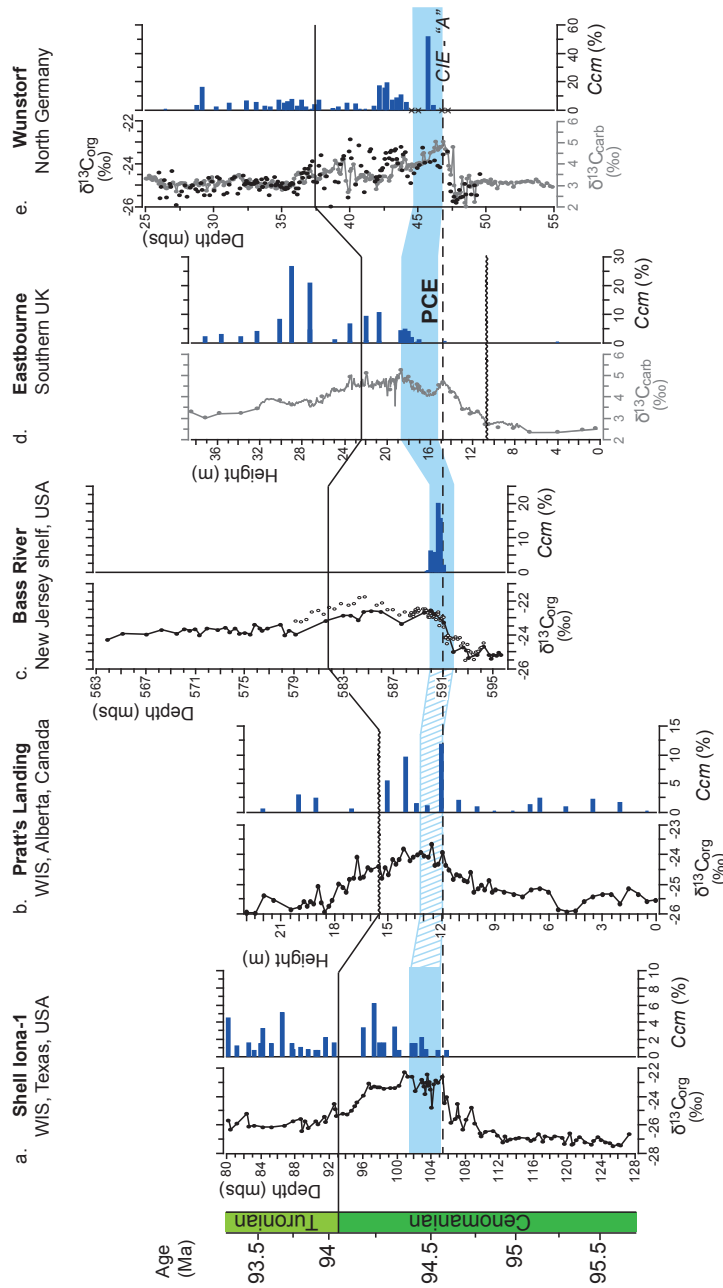 Age
(Ma)
93.5
94
94.5
95
95.5
Turonian
Cenomanian
a. Shell Iona-1
WIS, Texas, USA
Depth (mbs)
80
84
88
92
96
100
104
108
112
116
120
124
128
-22
-24
-26
-28
δ13Corg
(‰)
0 2 4 6 8 10
Ccm (%)
b. Pratt's Landing
WIS, Alberta, Canada
Height (m)
21
18
15
12
9
6
3
0
-23
-24
-25
-26
δ13Corg
(‰)
0 5 10 15
Ccm (%)
c. Bass River
New Jersey shelf, USA
Depth (mbs)
563
567
571
575
579
583
587
591
595
-22
-24
-26
δ13Corg
(‰)
0 5 10 15 20
Ccm (%)
d. Eastbourne
Southern UK
Height (m)
36
32
28
24
20
16
12
8
4
0
2 3 4 5 6
δ13Ccarb
(‰)
PCE
0 10 20 30
Ccm (%)
e. Wunstorf
North Germany
δ13Corg
(‰)
-22
-24
-26
Depth (mbs)
25
30
35
40
45
50
55
2 3 4 5 6
δ13Ccarb
(‰)
CIE - "A"
0 20 40 60
Ccm (%)